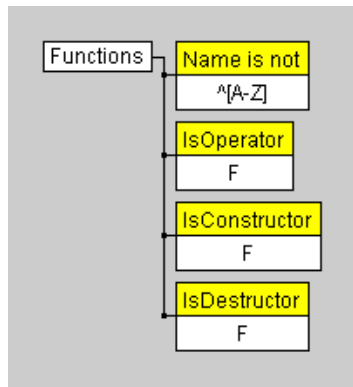 Functions
Name is not
^[A-Z]
IsOperator
F
IsConstructor
F
IsDestructor
F